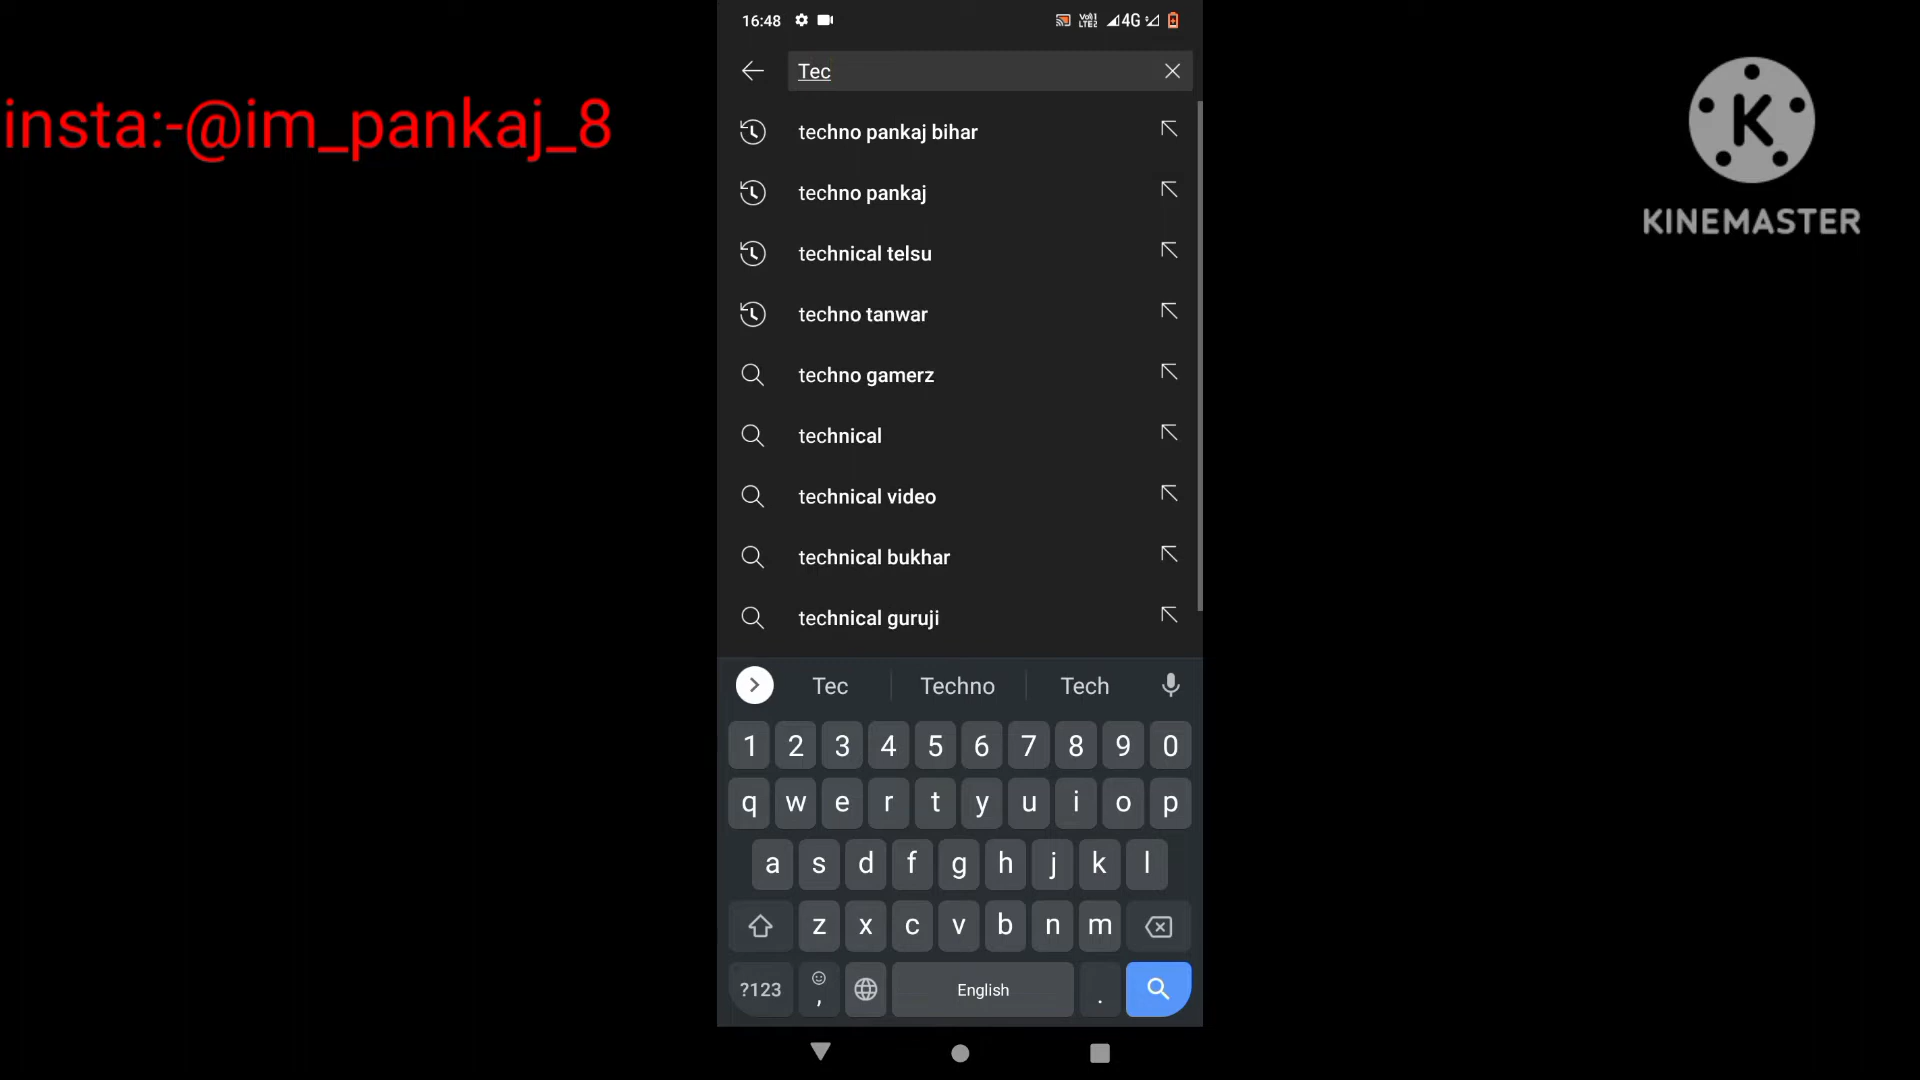 16:48
VoLTE2
4G
Tec
insta:-@im_pankaj_8
K
KINEMASTER
techno pankaj bihar
techno pankaj
technical telsu
techno tanwar
techno gamerz
technical
technical video
technical bukhar
technical guruji
Tec Techno Tech
1 2 3 4 5 6 7 8 9 0
q w e r t y u i o p
a s d f g h j k l
z x c v b n m
?123 , English .